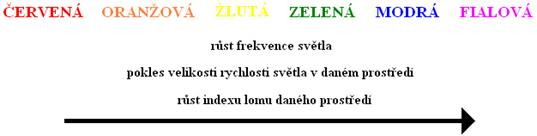 ČERVENÁ ORANŽOVÁ ŽLUTÁ ZELENÁ MODRÁ FIALOVÁ
růst frekvence světla
pokles velikosti rychlosti světla v daném prostředí
růst indexu lomu daného prostředí